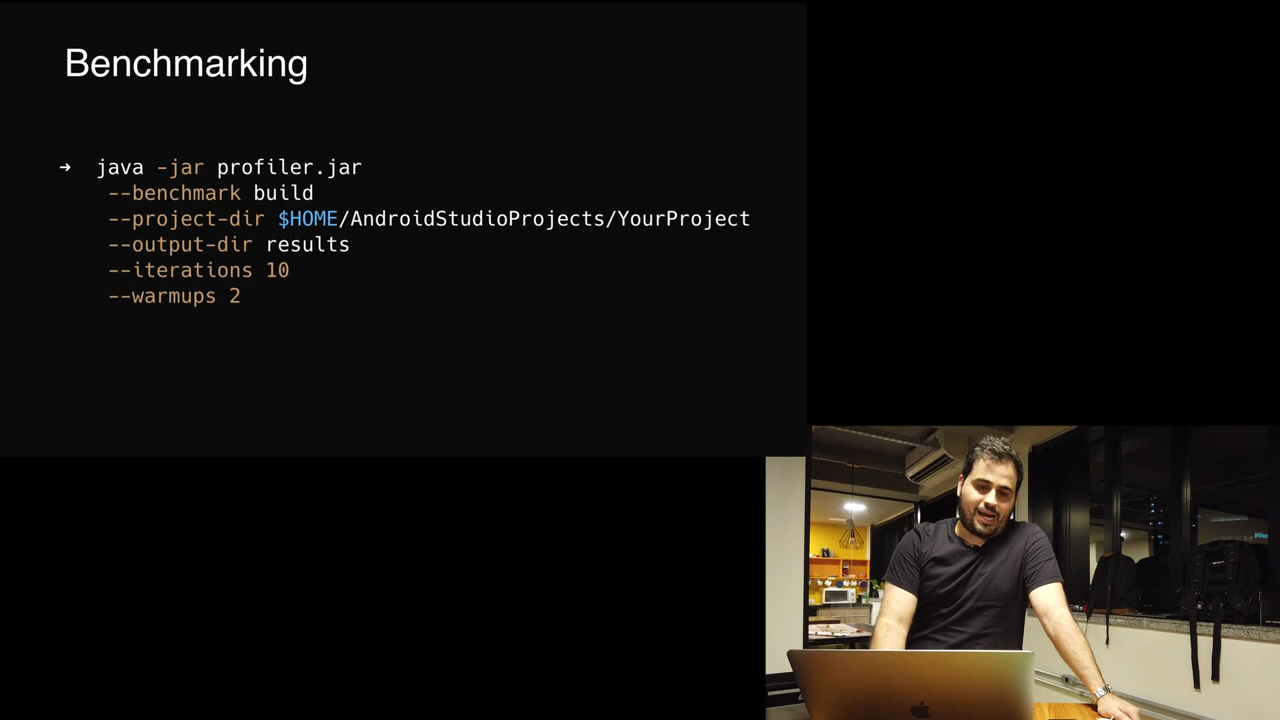 Benchmarking
➜ java -jar profiler.jar
--benchmark build
--project-dir $HOME/AndroidStudioProjects/YourProject
--output-dir results
--iterations 10
--warmups 2